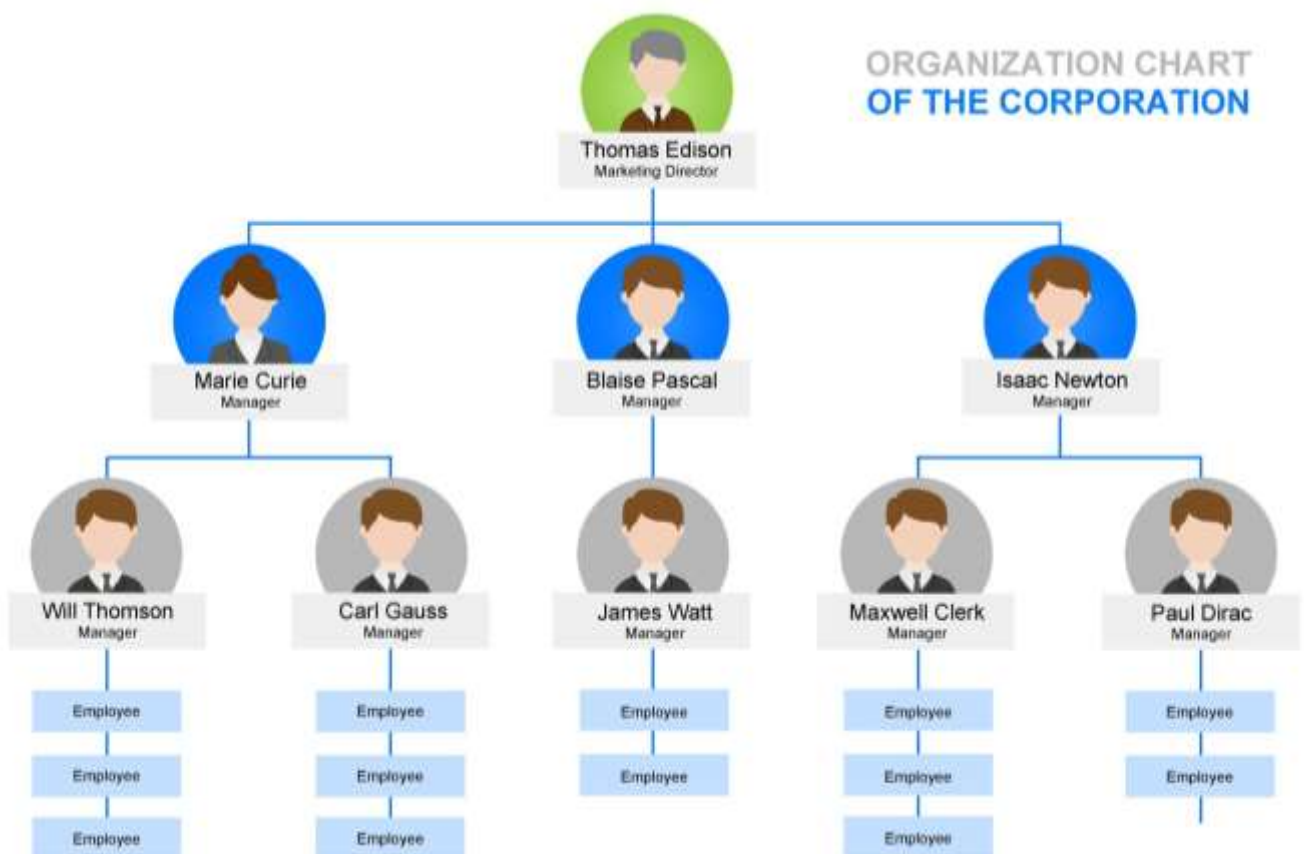 ORGANIZATION CHART
OF THE CORPORATION
Thomas Edison
Marketing Director
Marie Curie
Manager
Blaise Pascal
Manager
Isaac Newton
Manager
Will Thomson
Manager
Carl Gauss
Manager
James Watt
Manager
Maxwell Clerk
Manager
Paul Dirac
Manager
Employee
Employee
Employee
Employee
Employee
Employee
Employee
Employee
Employee
Employee
Employee
Employee
Employee